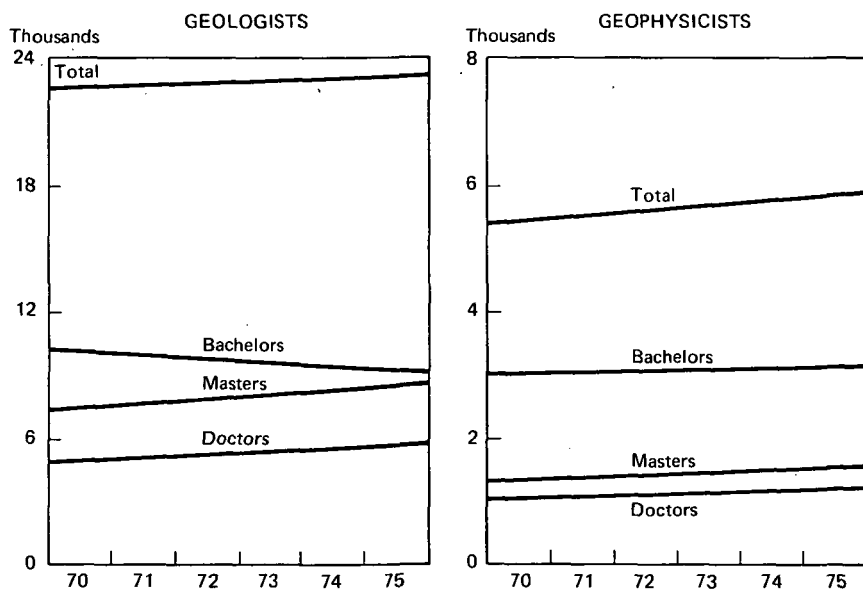 GEOLOGISTS
Thousands
24
Total
18
12
Bachelors
Masters
6
Doctors
0
70 71 72 73 74 75
GEOPHYSICISTS
Thousands
8
6
Total
4
Bachelors
2
Masters
Doctors
0
70 71 72 73 74 75